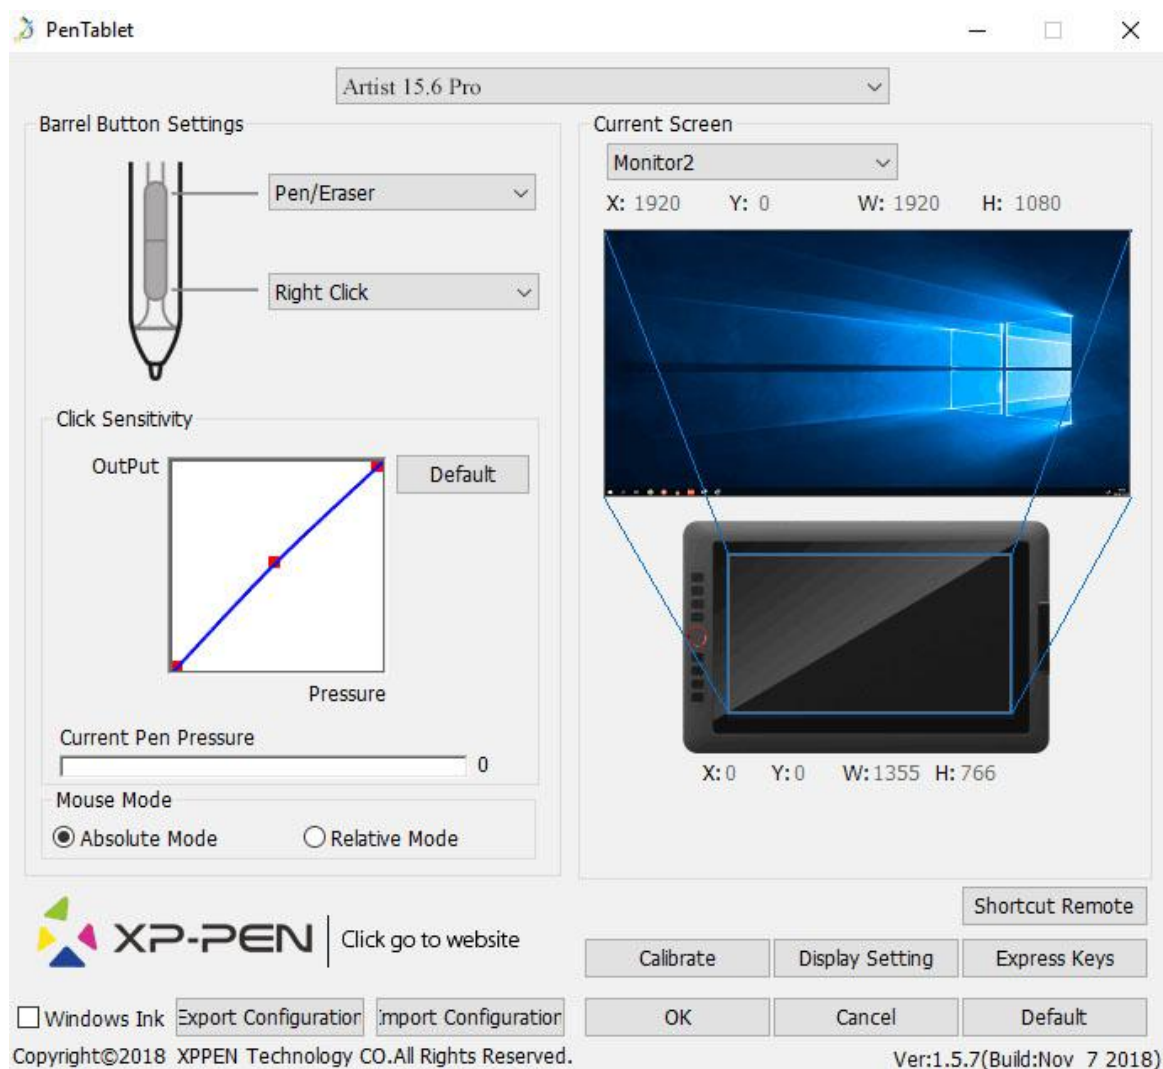 PenTablet
Artist 15.6 Pro
Barrel Button Settings
Pen/Eraser
Right Click
Click Sensitivity
OutPut
Default
Pressure
Current Pen Pressure
0
Mouse Mode
Absolute Mode
Relative Mode
Current Screen
Monitor2
X: 1920 Y: 0 W: 1920 H: 1080
X: 0 Y: 0 W: 1355 H: 766
XP-PEN
Click go to website
Shortcut Remote
Calibrate
Display Setting
Express Keys
Windows Ink
Export Configuration
Import Configuration
OK
Cancel
Default
Copyright©2018 XPPEN Technology CO.All Rights Reserved.
Ver:1.5.7(Build:Nov 7 2018)